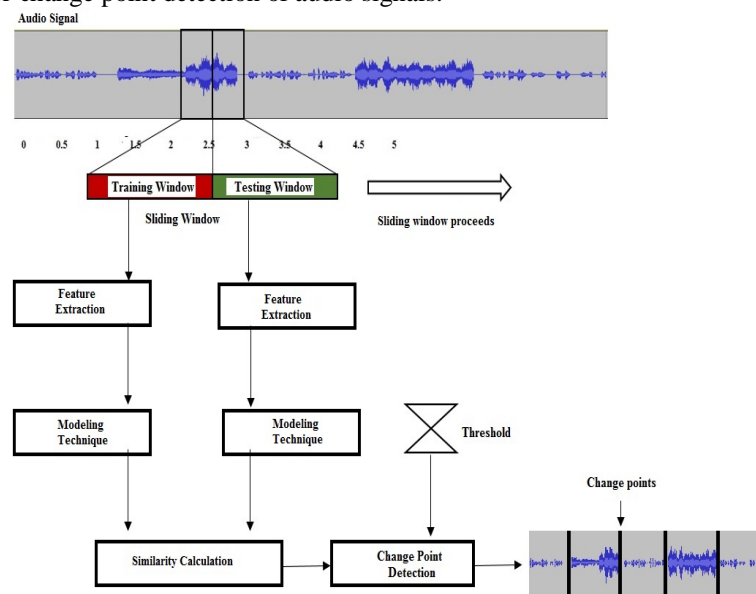 r change point detection of audio signals.
Audio Signal
0 0.5 1 1.5 2 2.5 3 3.5 4 4.5 5
Training Window Testing Window
Sliding Window
Sliding window proceeds
Feature
Extraction
Feature
Extraction
Modeling
Technique
Modeling
Technique
Threshold
Change points
Similarity Calculation
Change Point
Detection